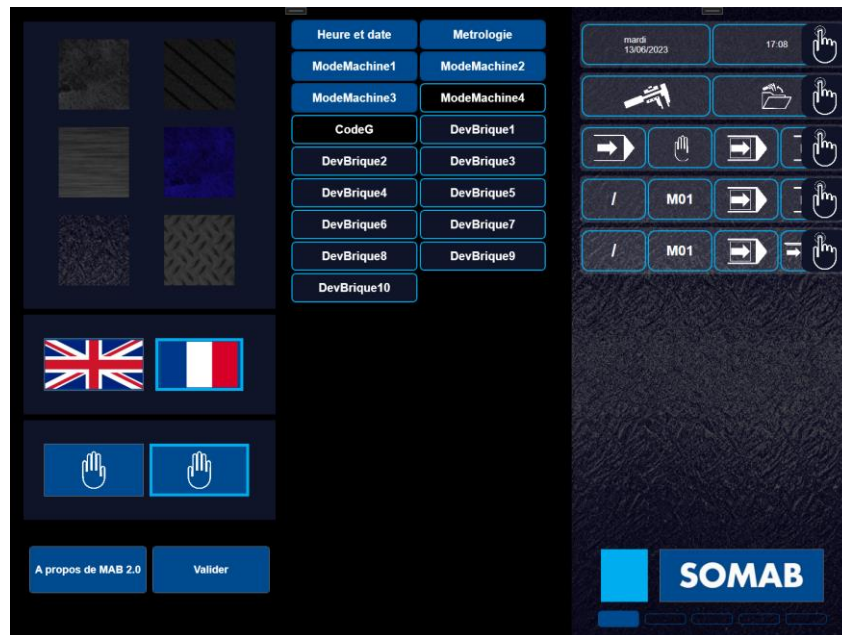 Heure et date
Metrologie
ModeMachine1
ModeMachine2
ModeMachine3
ModeMachine4
CodeG
DevBrique1
DevBrique2
DevBrique3
DevBrique4
DevBrique5
DevBrique6
DevBrique7
DevBrique8
DevBrique9
DevBrique10
A propos de MAB 2.0
Valider
mardi
13/06/2023
17:08
/
M01
/
M01
SOMAB